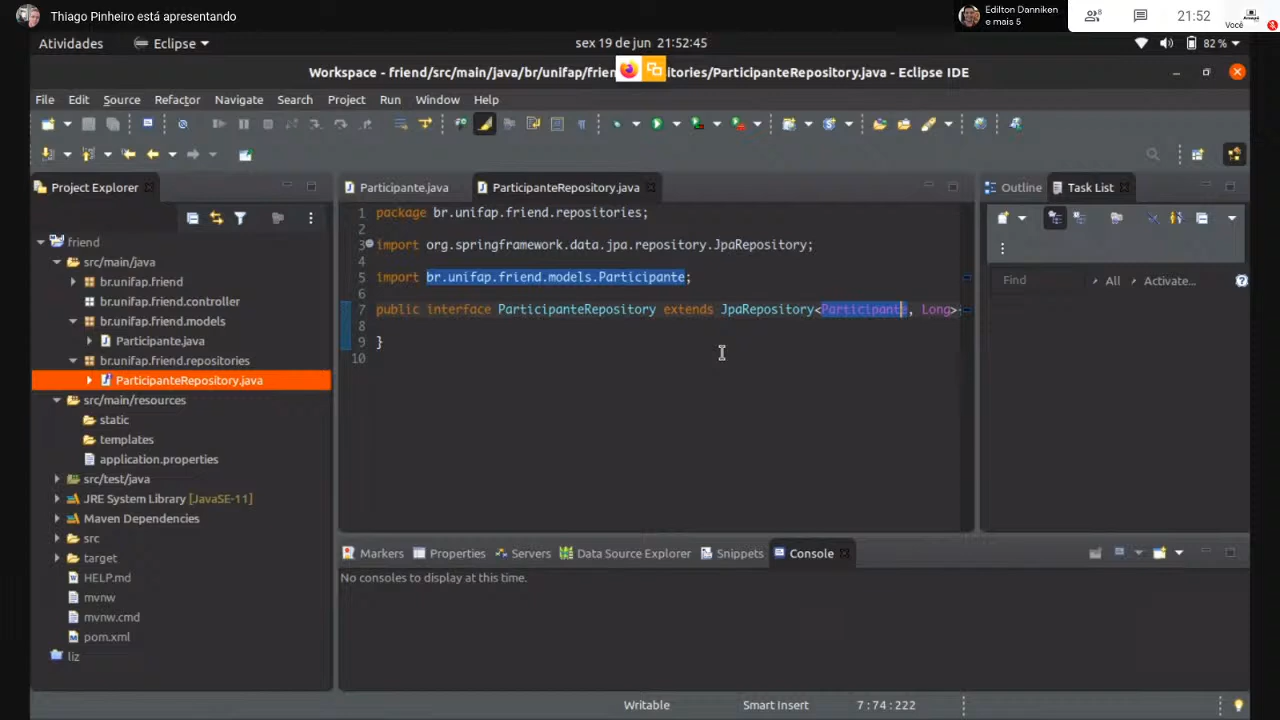 Thiago Pinheiro está apresentando
Edilton Danniken
e mais 5
8
21:52
Você
Atividades
Eclipse
sex 19 de jun 21:52:45
82 %
Workspace - friend/src/main/java/br/unifap/frien
itories/ParticipanteRepository.java - Eclipse IDE
File Edit Source Refactor Navigate Search Project Run Window Help
Project Explorer
Participante.java
ParticipanteRepository.java
Outline
Task List
friend
src/main/java
br.unifap.friend
br.unifap.friend.controller
br.unifap.friend.models
Participante.java
br.unifap.friend.repositories
ParticipanteRepository.java
src/main/resources
static
templates
application.properties
src/test/java
JRE System Library [JavaSE-11]
Maven Dependencies
src
target
HELP.md
mvnw
mvnw.cmd
pom.xml
liz
1 package br.unifap.friend.repositories;
2
3 import org.springframework.data.jpa.repository.JpaRepository;
4
5 import br.unifap.friend.models.Participante;
6
7 public interface ParticipanteRepository extends JpaRepository<Participante, Long>
8
9 }
10
Find
All
Activate...
Markers
Properties
Servers
Data Source Explorer
Snippets
Console
No consoles to display at this time.
Writable
Smart Insert
7 : 74 : 222